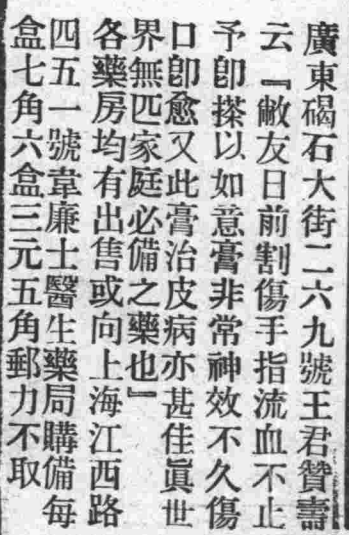 廣東碣石大街二六九號王君贊壽
云『敝友日前割傷手指流血不止
予卽搽以如意膏非常神效不久傷
口卽愈又此膏治皮病亦甚佳眞世
界無匹家庭必備之藥也』
各藥房均有出售或向上海江西路
四五一號韋廉士醫生藥局購備每
盒七角六盒三元五角郵力不取